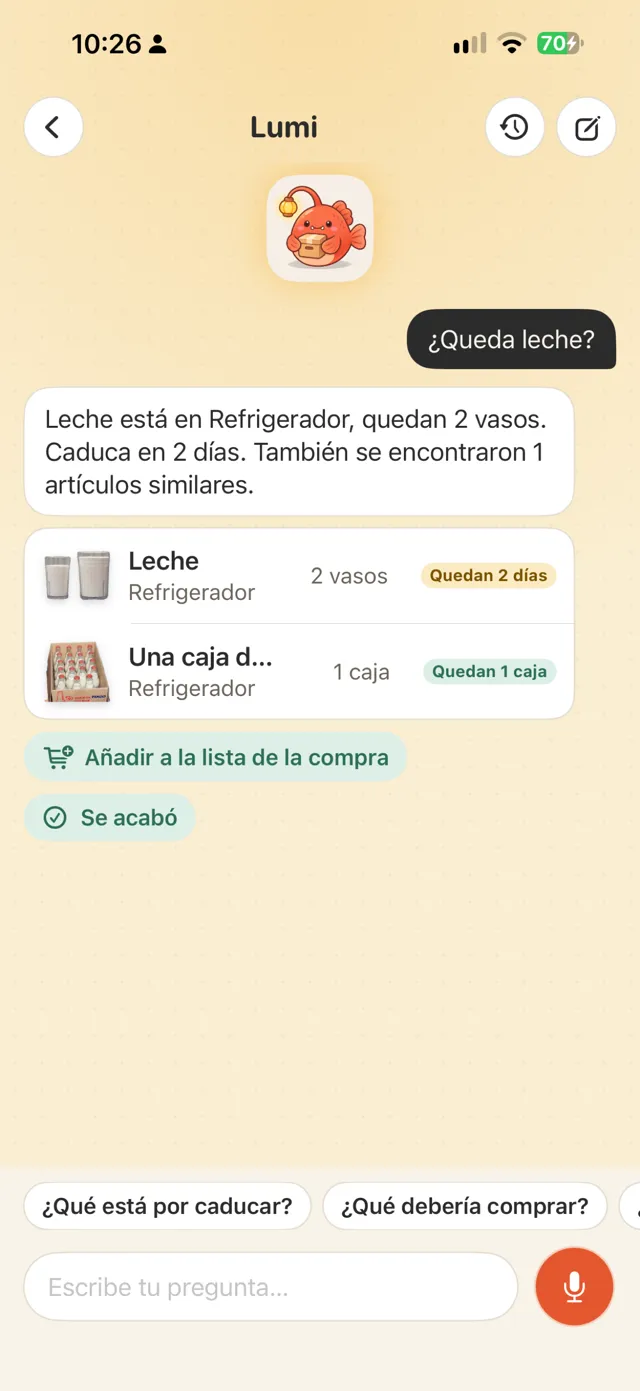 10:26
70
Lumi
¿Queda leche?
Leche está en Refrigerador, quedan 2 vasos.
Caduca en 2 días. También se encontraron 1
artículos similares.
Leche
Refrigerador
2 vasos
Quedan 2 días
Una caja d...
Refrigerador
1 caja
Quedan 1 caja
Añadir a la lista de la compra
Se acabó
¿Qué está por caducar?
¿Qué debería comprar?
Escribe tu pregunta...